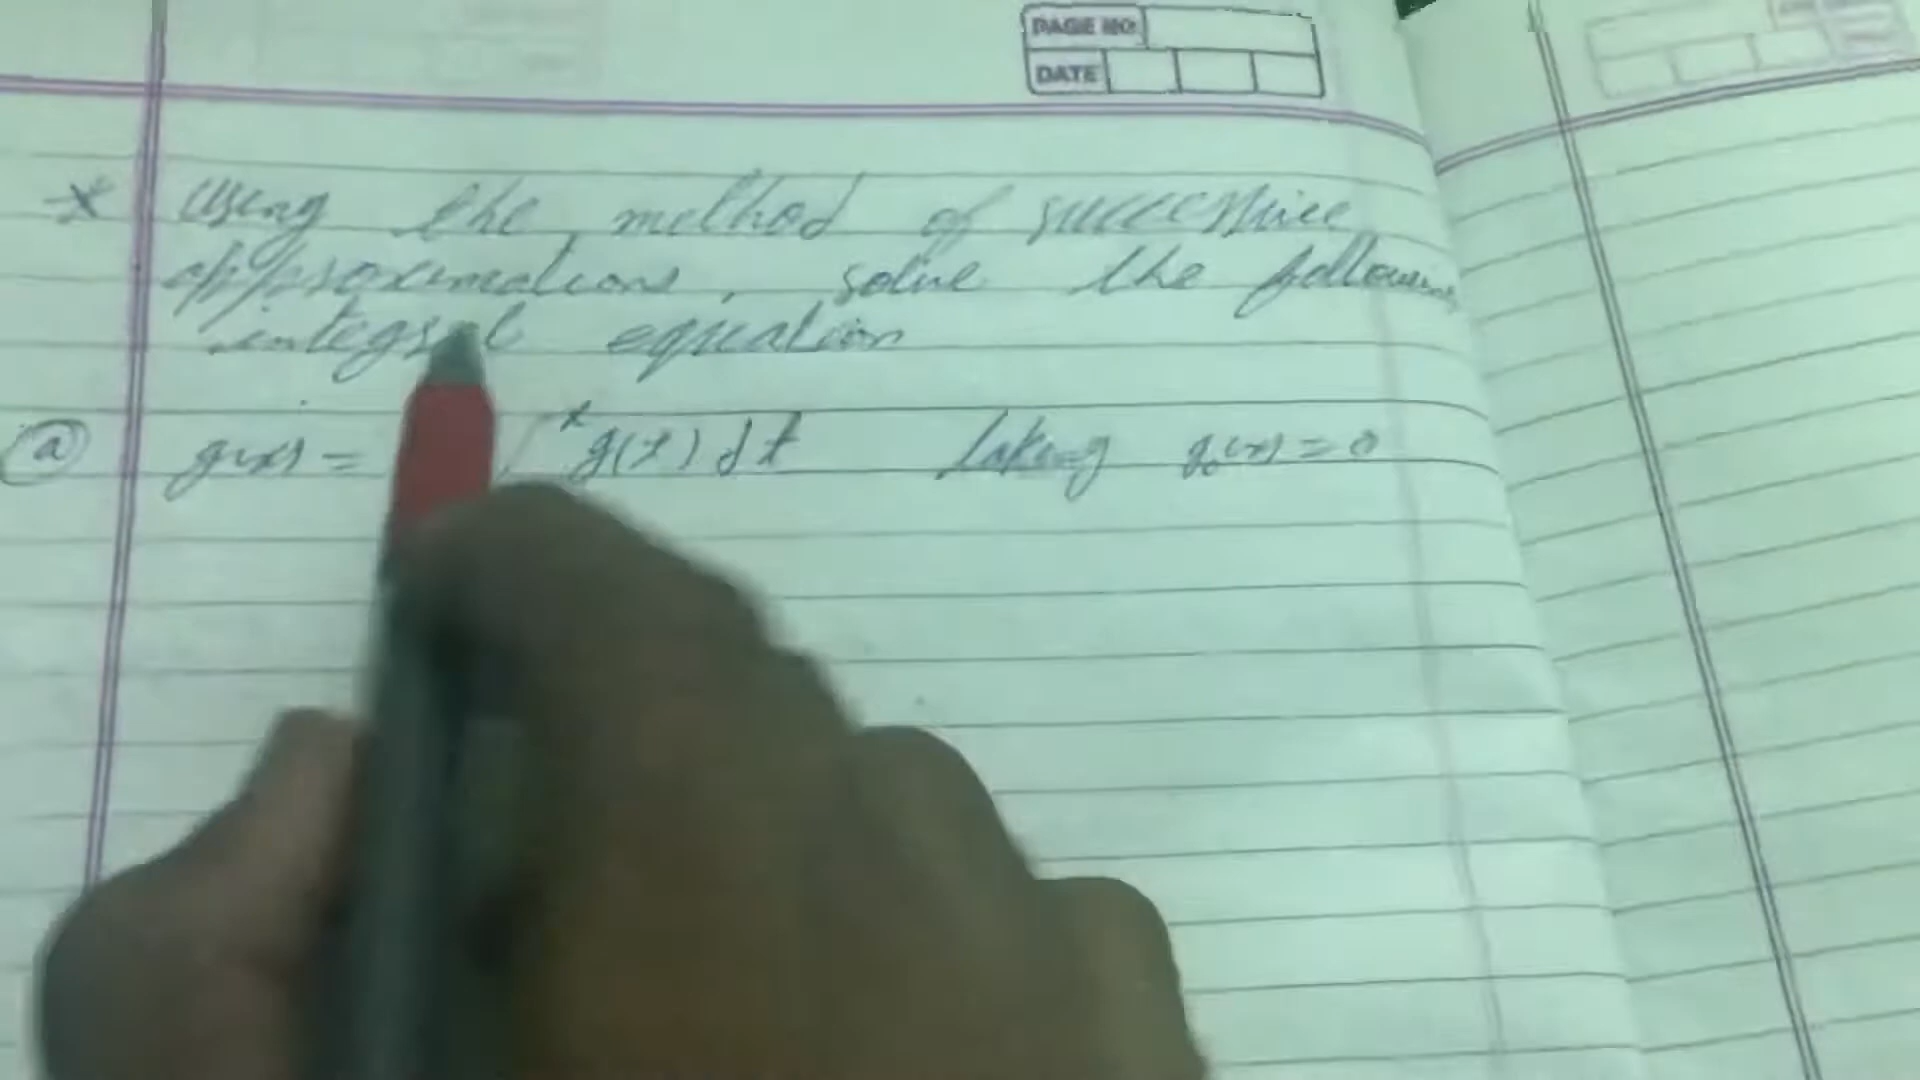 PAGE NO:
DATE
* Using the method of successive
approximations, solve the following
integral equation
(a) g(x) = ∫ˣ g(t) dt taking g₀(x) = 0